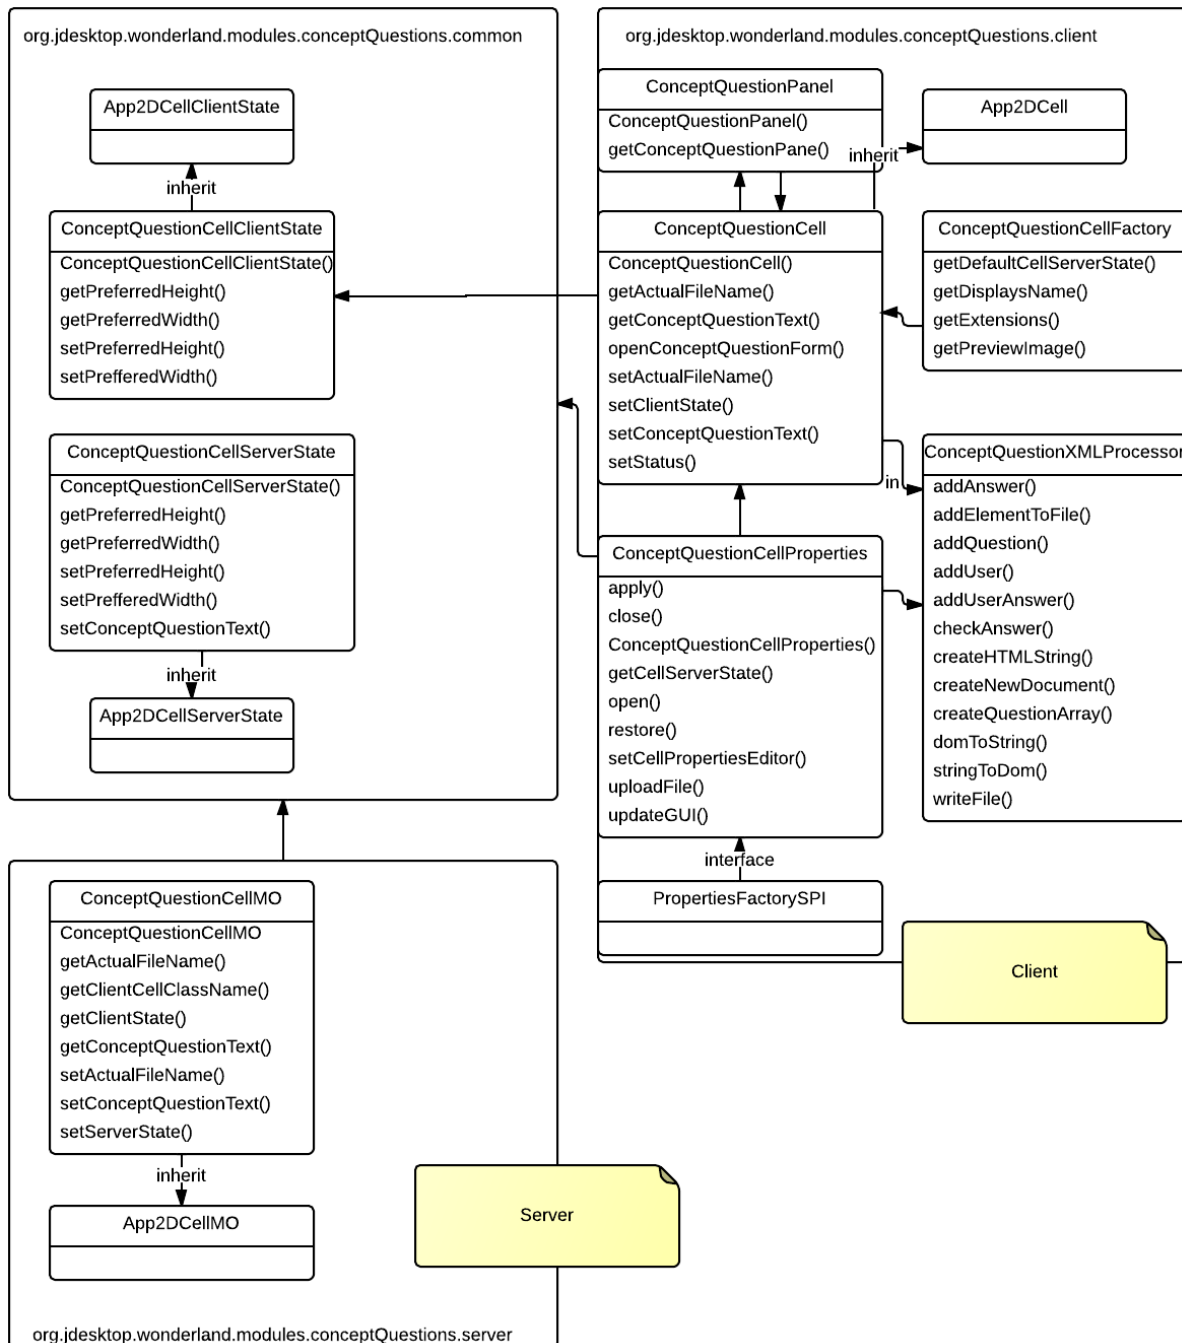 org.jdesktop.wonderland.modules.conceptQuestions.common
App2DCellClientState
inherit
ConceptQuestionCellClientState
ConceptQuestionCellClientState()
getPreferredHeight()
getPreferredWidth()
setPreferredHeight()
setPrefferedWidth()
ConceptQuestionCellServerState
ConceptQuestionCellServerState()
getPreferredHeight()
getPreferredWidth()
setPreferredHeight()
setPrefferedWidth()
setConceptQuestionText()
inherit
App2DCellServerState
org.jdesktop.wonderland.modules.conceptQuestions.client
ConceptQuestionPanel
ConceptQuestionPanel()
getConceptQuestionPane()
inherit
App2DCell
ConceptQuestionCell
ConceptQuestionCell()
getActualFileName()
getConceptQuestionText()
openConceptQuestionForm()
setActualFileName()
setClientState()
setConceptQuestionText()
setStatus()
in
ConceptQuestionCellFactory
getDefaultCellServerState()
getDisplaysName()
getExtensions()
getPreviewImage()
ConceptQuestionXMLProcessor
addAnswer()
addElementToFile()
addQuestion()
addUser()
addUserAnswer()
checkAnswer()
createHTMLString()
createNewDocument()
createQuestionArray()
domToString()
stringToDom()
writeFile()
ConceptQuestionCellProperties
apply()
close()
ConceptQuestionCellProperties()
getCellServerState()
open()
restore()
setCellPropertiesEditor()
uploadFile()
updateGUI()
interface
PropertiesFactorySPI
Client
ConceptQuestionCellMO
ConceptQuestionCellMO
getActualFileName()
getClientCellClassName()
getClientState()
getConceptQuestionText()
setActualFileName()
setConceptQuestionText()
setServerState()
inherit
App2DCellMO
Server
org.jdesktop.wonderland.modules.conceptQuestions.server